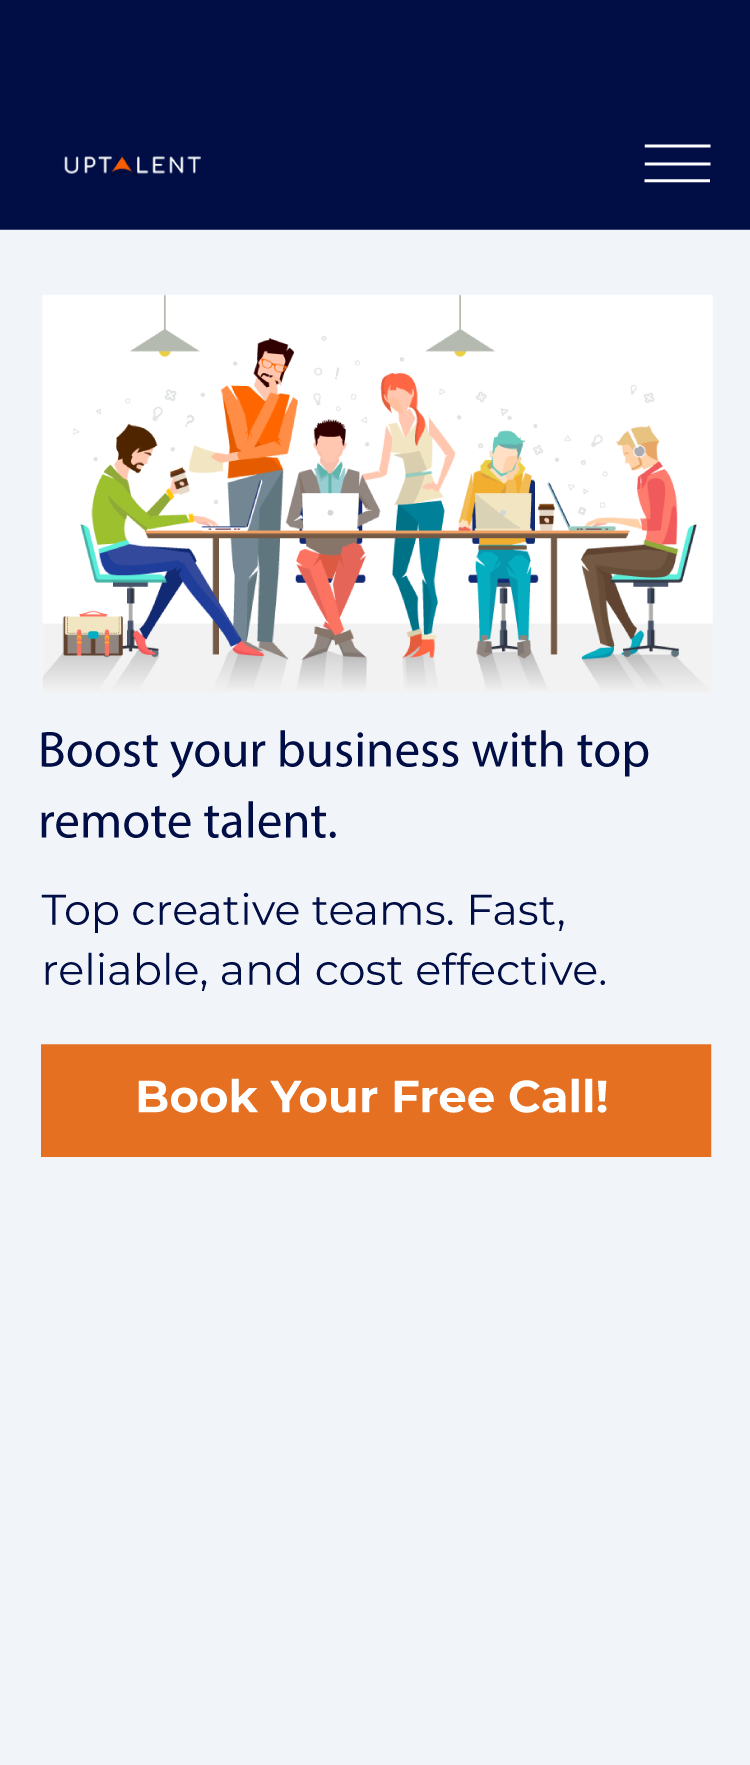 UPTALENT
Boost your business with top
remote talent.
Top creative teams. Fast,
reliable, and cost effective.
Book Your Free Call!